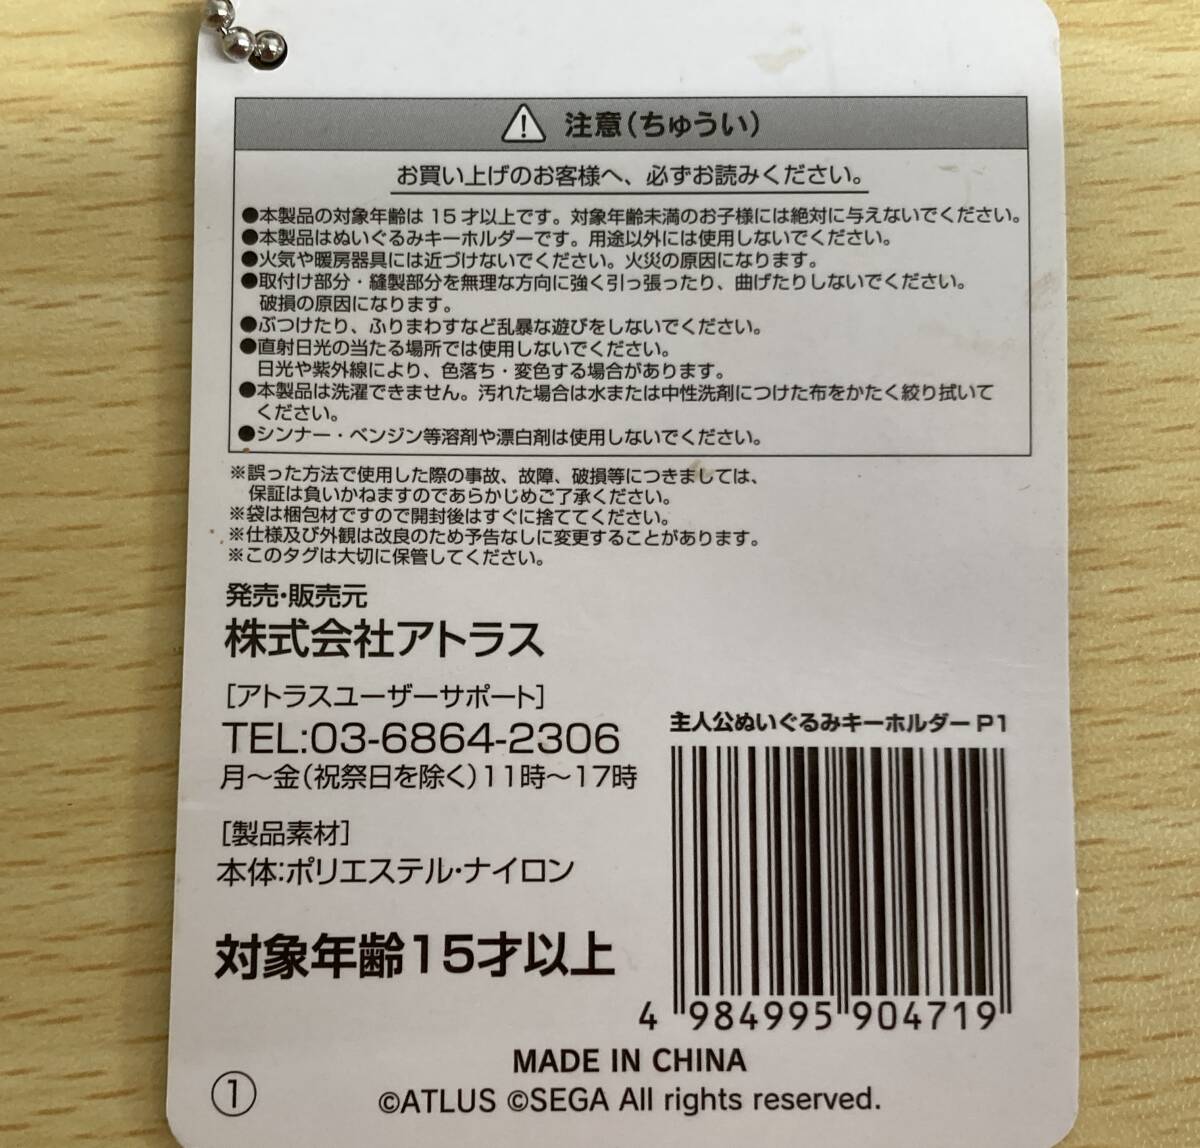 注意(ちゅうい)
お買い上げのお客様へ、必ずお読みください。
●本製品の対象年齢は 15才以上です。対象年齢未満のお子様には絶対に与えないでください。
●本製品はぬいぐるみキーホルダーです。用途以外には使用しないでください。
●火気や暖房器具には近づけないでください。火災の原因になります。
●取付け部分・縫製部分を無理な方向に強く引っ張ったり、曲げたりしないでください。
破損の原因になります。
●ぶつけたり、ふりまわすなど乱暴な遊びをしないでください。
●直射日光の当たる場所では使用しないでください。
日光や紫外線により、色落ち・変色する場合があります。
●本製品は洗濯できません。汚れた場合は水または中性洗剤につけた布をかたく絞り拭いて
ください。
●シンナー・ベンジン等溶剤や漂白剤は使用しないでください。
※誤った方法で使用した際の事故、故障、破損等につきましては、
保証は負いかねますのであらかじめご了承ください。
※袋は梱包材ですので開封後はすぐに捨ててください。
※仕様及び外観は改良のため予告なしに変更することがあります。
※このタグは大切に保管してください。
発売・販売元
株式会社アトラス
[アトラスユーザーサポート]
TEL:03-6864-2306
月〜金(祝祭日を除く)11時〜17時
[製品素材]
本体:ポリエステル・ナイロン
対象年齢15才以上
主人公ぬいぐるみキーホルダー P1
4 984995 904719
MADE IN CHINA
①
©ATLUS ©SEGA All rights reserved.